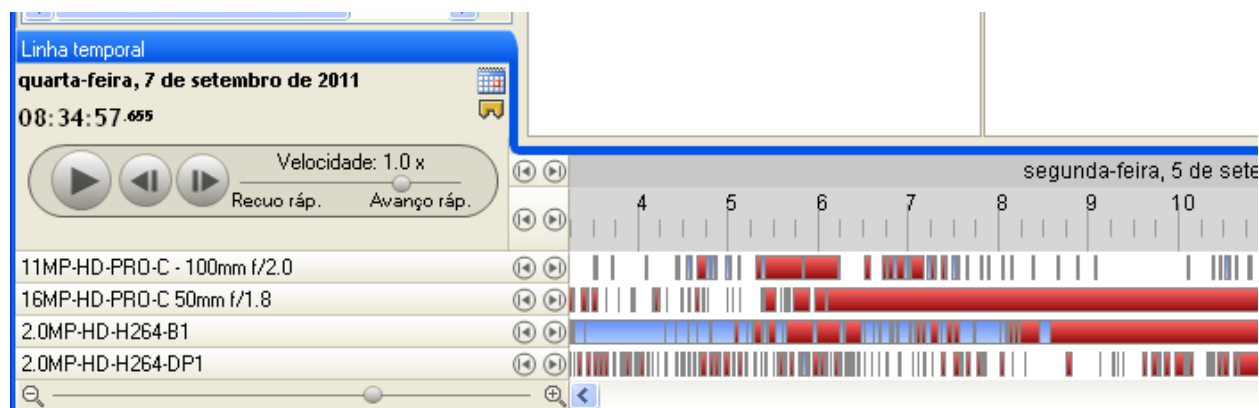 Linha temporal
quarta-feira, 7 de setembro de 2011
08:34:57.655
Velocidade: 1.0 x
Recuo ráp. Avanço ráp.
segunda-feira, 5 de sete
4 5 6 7 8 9 10
11MP-HD-PRO-C - 100mm f/2.0
16MP-HD-PRO-C 50mm f/1.8
2.0MP-HD-H264-B1
2.0MP-HD-H264-DP1